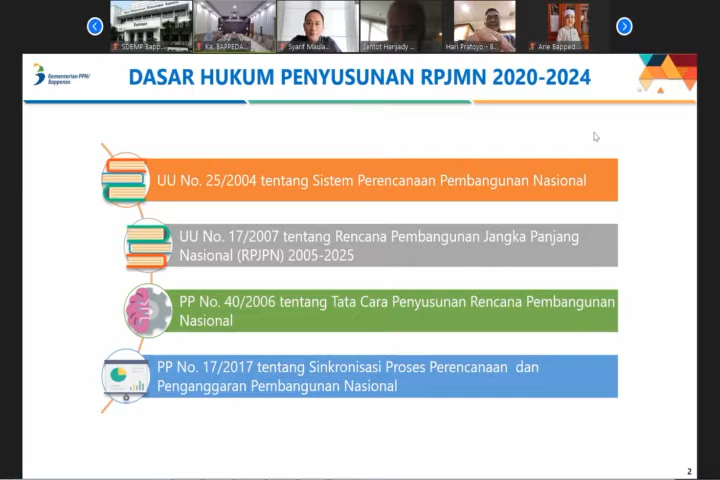 SDEMP Bapp...
Ka. BAPPEDA...
Syarif Maula...
Tentot Harijady ...
Hari Pratoyo - B...
Arie Bapped...
Kementerian PPN/
Bappenas
DASAR HUKUM PENYUSUNAN RPJMN 2020-2024
UU No. 25/2004 tentang Sistem Perencanaan Pembangunan Nasional
UU No. 17/2007 tentang Rencana Pembangunan Jangka Panjang
Nasional (RPJPN) 2005-2025
PP No. 40/2006 tentang Tata Cara Penyusunan Rencana Pembangunan
Nasional
PP No. 17/2017 tentang Sinkronisasi Proses Perencanaan dan
Penganggaran Pembangunan Nasional
2